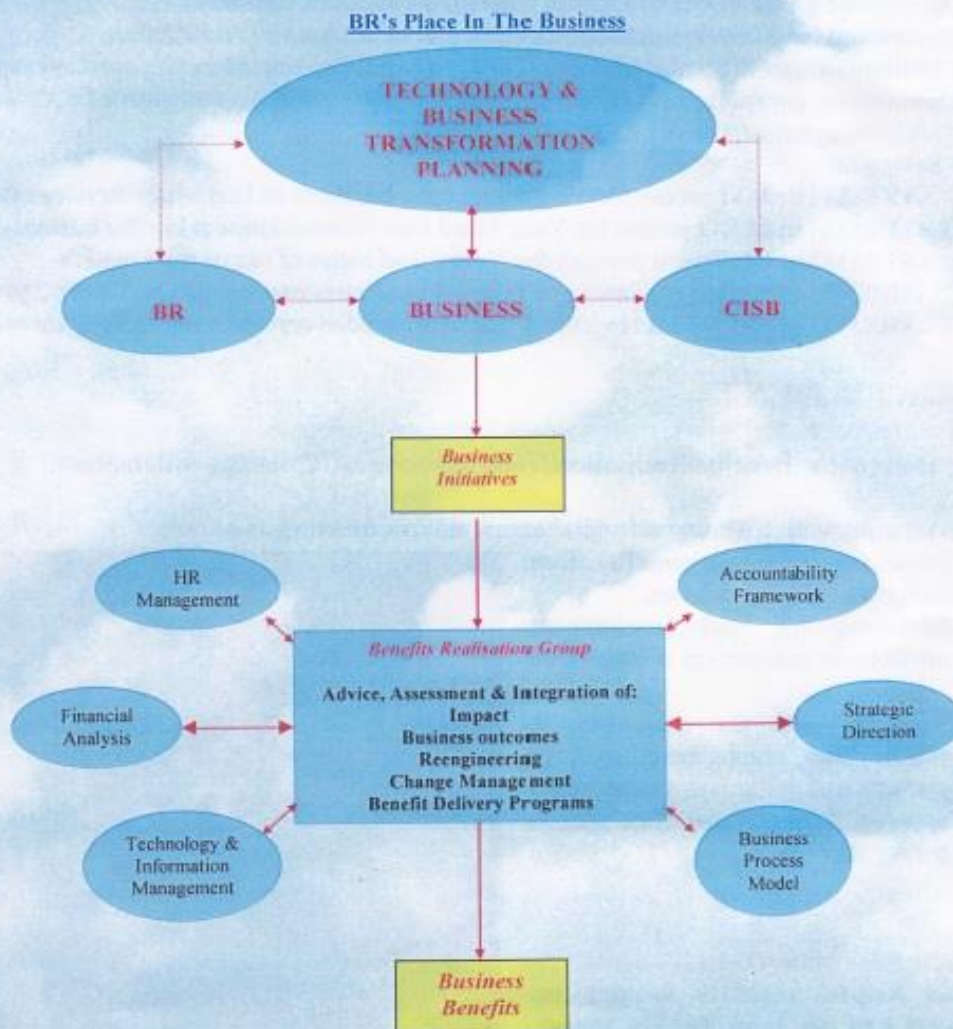 BR's Place In The Business
TECHNOLOGY &
BUSINESS
TRANSFORMATION
PLANNING
BR
BUSINESS
CISB
Business
Initiatives
HR
Management
Accountability
Framework
Benefits Realisation Group
Advice, Assessment & Integration of:
Impact
Business outcomes
Reengineering
Change Management
Benefit Delivery Programs
Financial
Analysis
Strategic
Direction
Technology &
Information
Management
Business
Process
Model
Business
Benefits